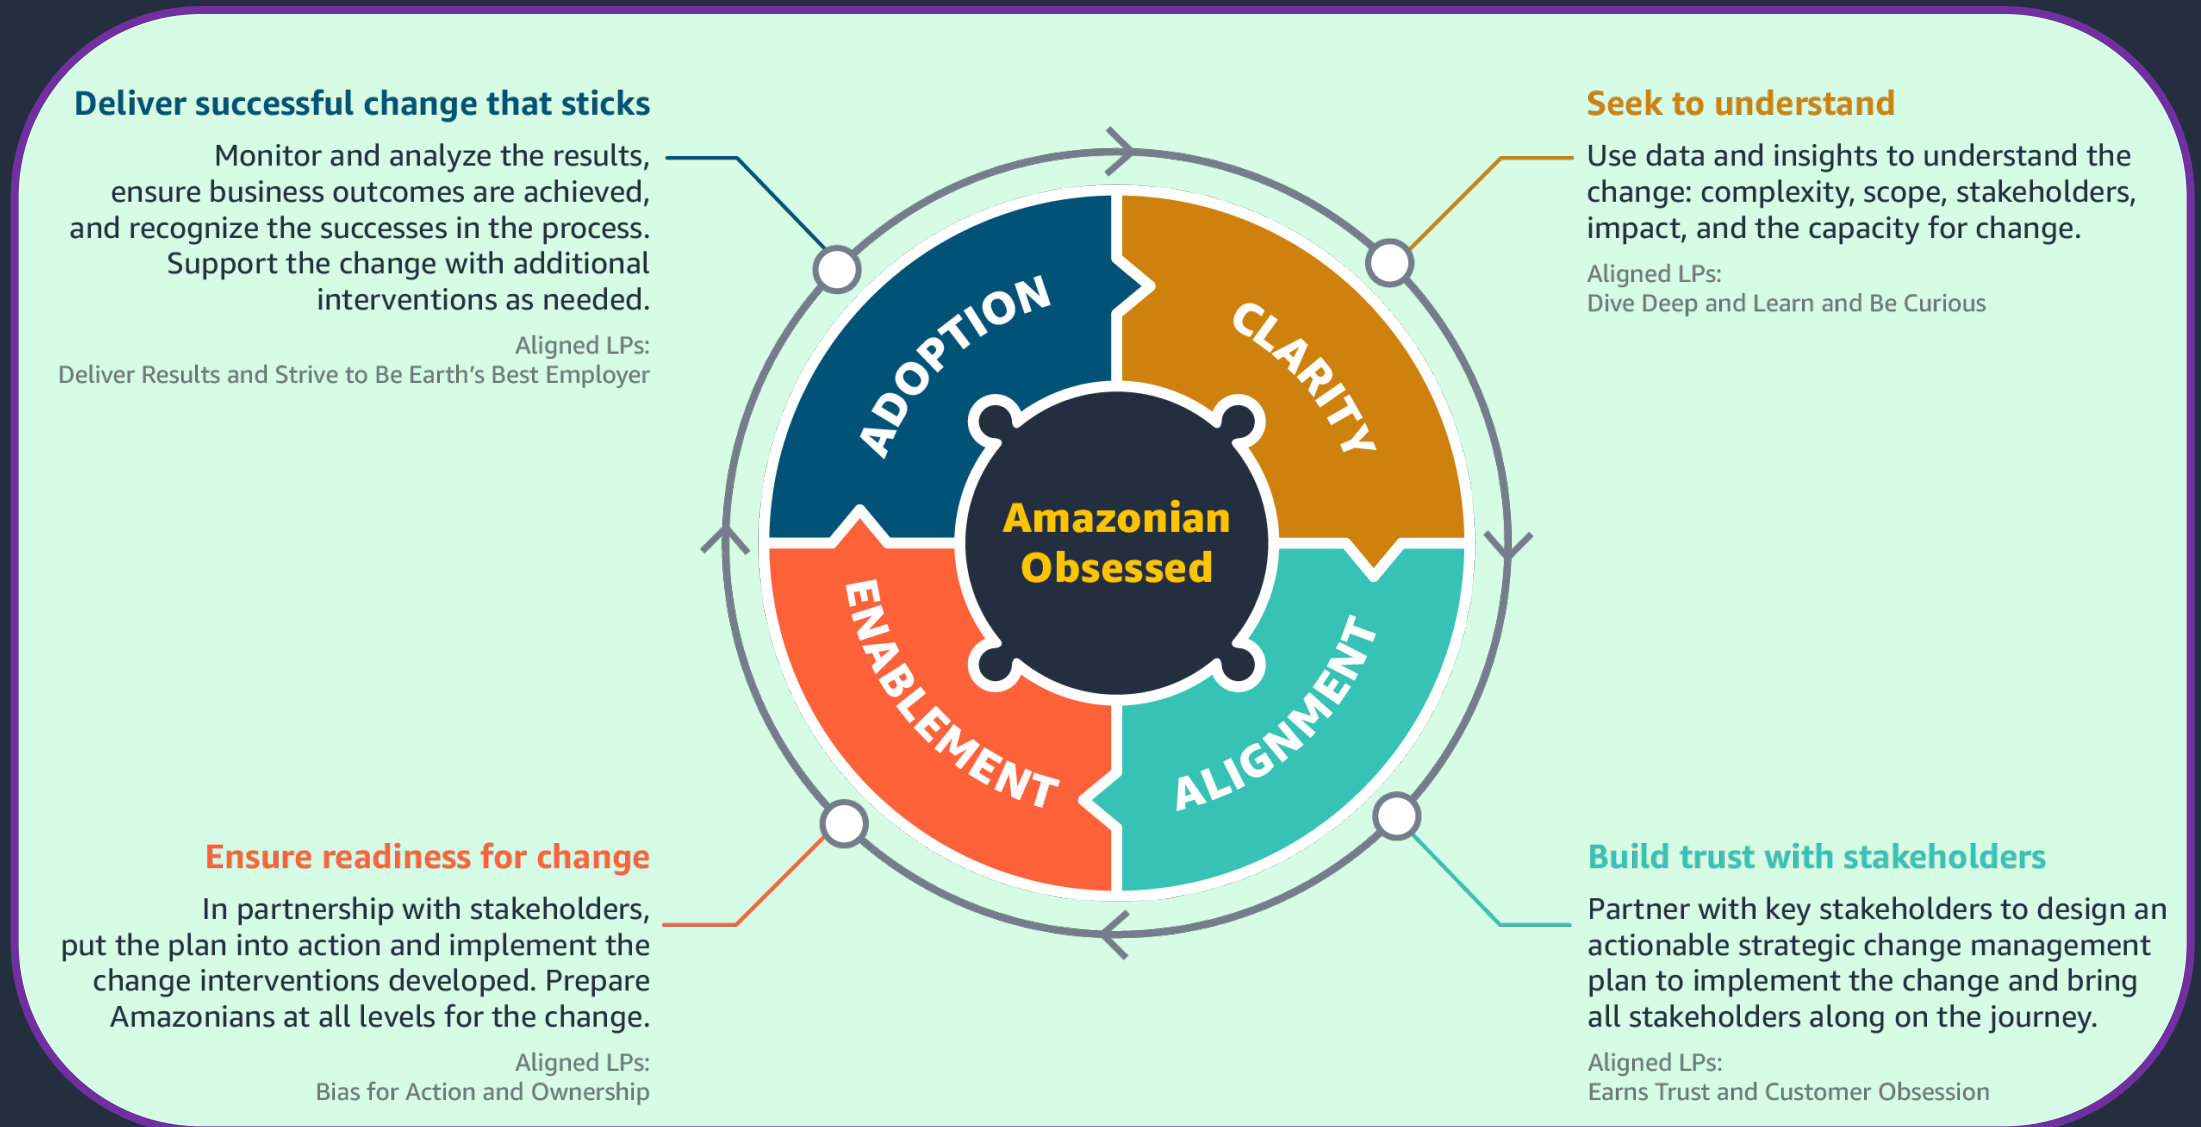 Deliver successful change that sticks
Monitor and analyze the results,
ensure business outcomes are achieved,
and recognize the successes in the process.
Support the change with additional
interventions as needed.
Aligned LPs:
Deliver Results and Strive to Be Earth's Best Employer
Seek to understand
Use data and insights to understand the
change: complexity, scope, stakeholders,
impact, and the capacity for change.
Aligned LPs:
Dive Deep and Learn and Be Curious
ADOPTION
CLARITY
Amazonian
Obsessed
ENABLEMENT
ALIGNMENT
Ensure readiness for change
In partnership with stakeholders,
put the plan into action and implement the
change interventions developed. Prepare
Amazonians at all levels for the change.
Aligned LPs:
Bias for Action and Ownership
Build trust with stakeholders
Partner with key stakeholders to design an
actionable strategic change management
plan to implement the change and bring
all stakeholders along on the journey.
Aligned LPs:
Earns Trust and Customer Obsession